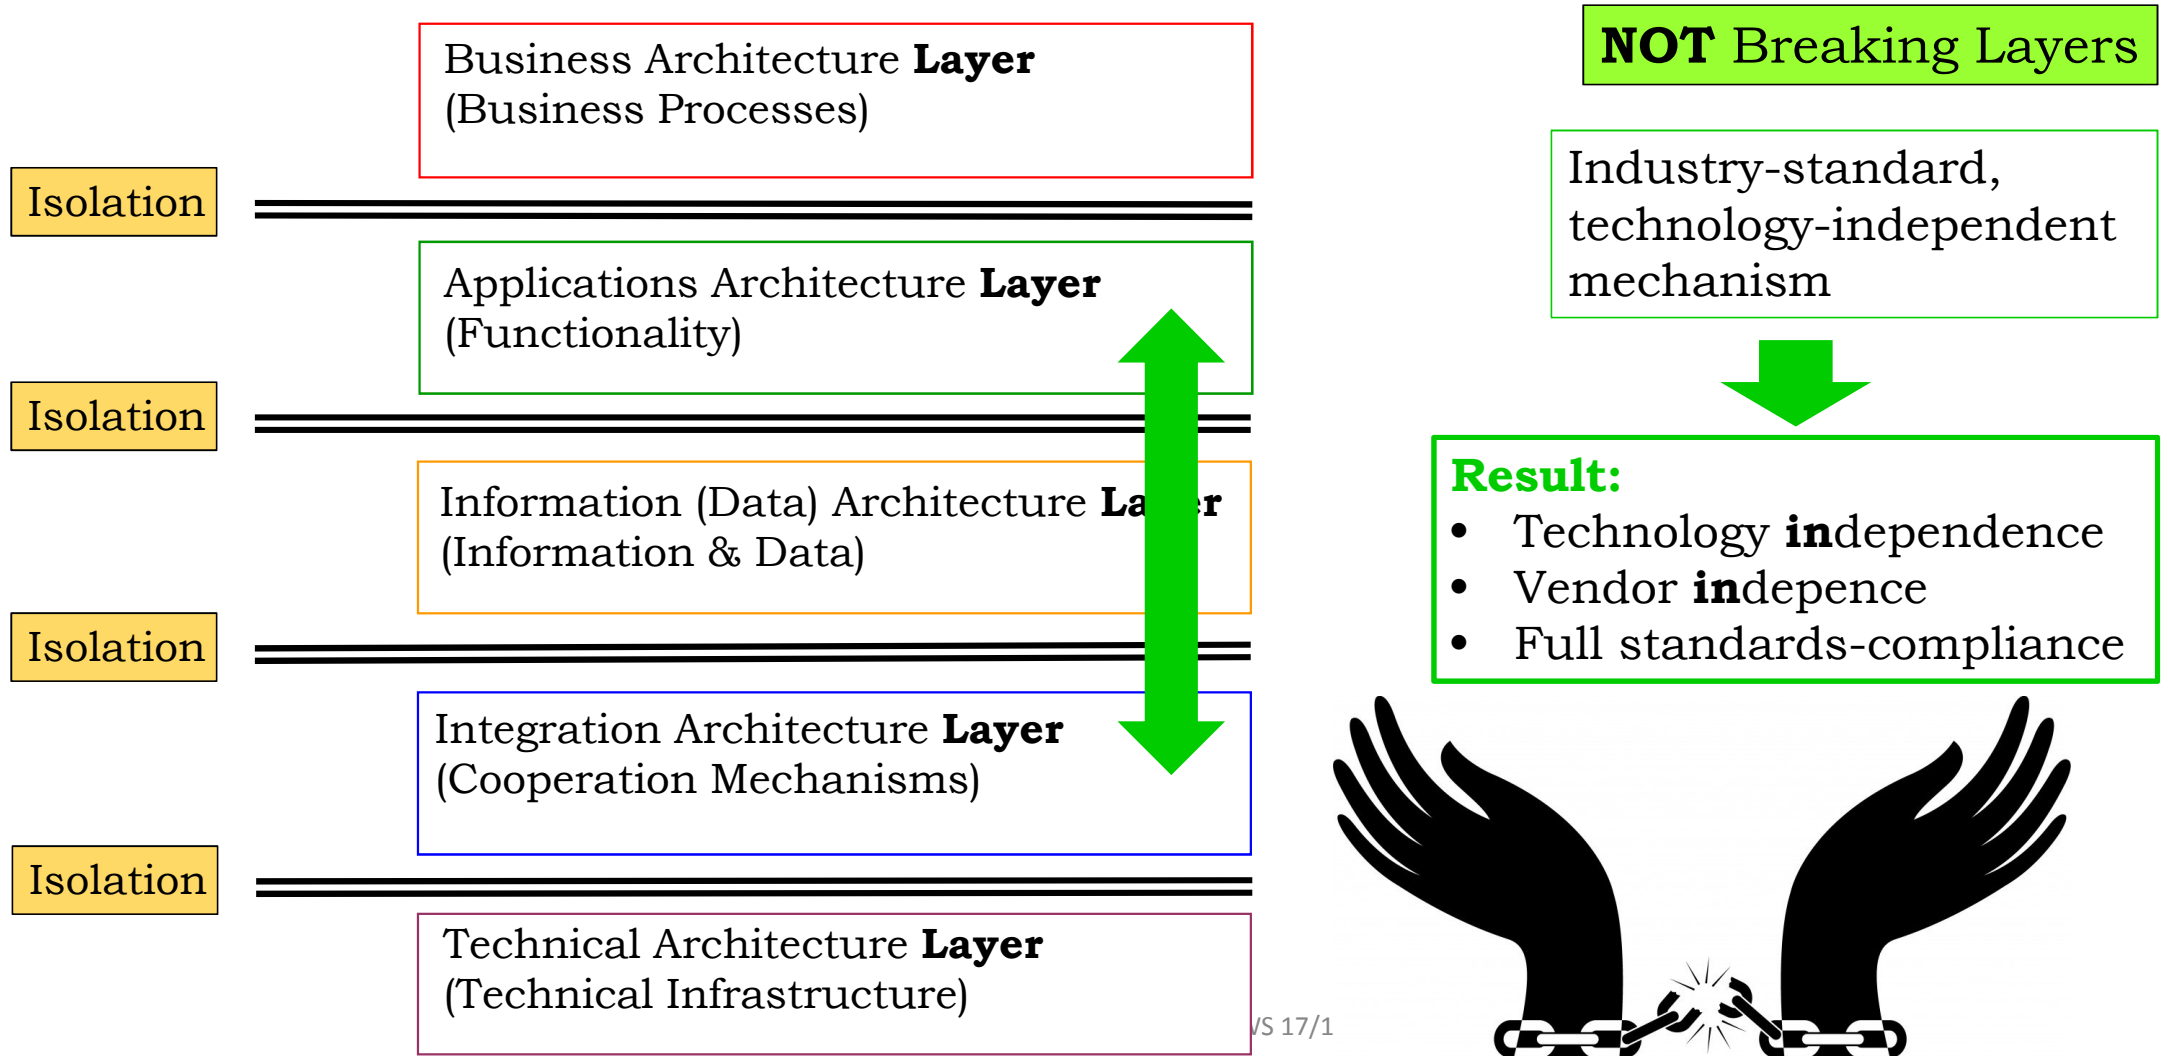 Business Architecture Layer
(Business Processes)
Isolation
Applications Architecture Layer
(Functionality)
Isolation
Information (Data) Architecture La er
(Information & Data)
Isolation
Integration Architecture Layer
(Cooperation Mechanisms)
Isolation
Technical Architecture Layer
(Technical Infrastructure)
NOT Breaking Layers
Industry-standard,
technology-independent
mechanism
Result:
• Technology independence
• Vendor indepence
• Full standards-compliance
17/1